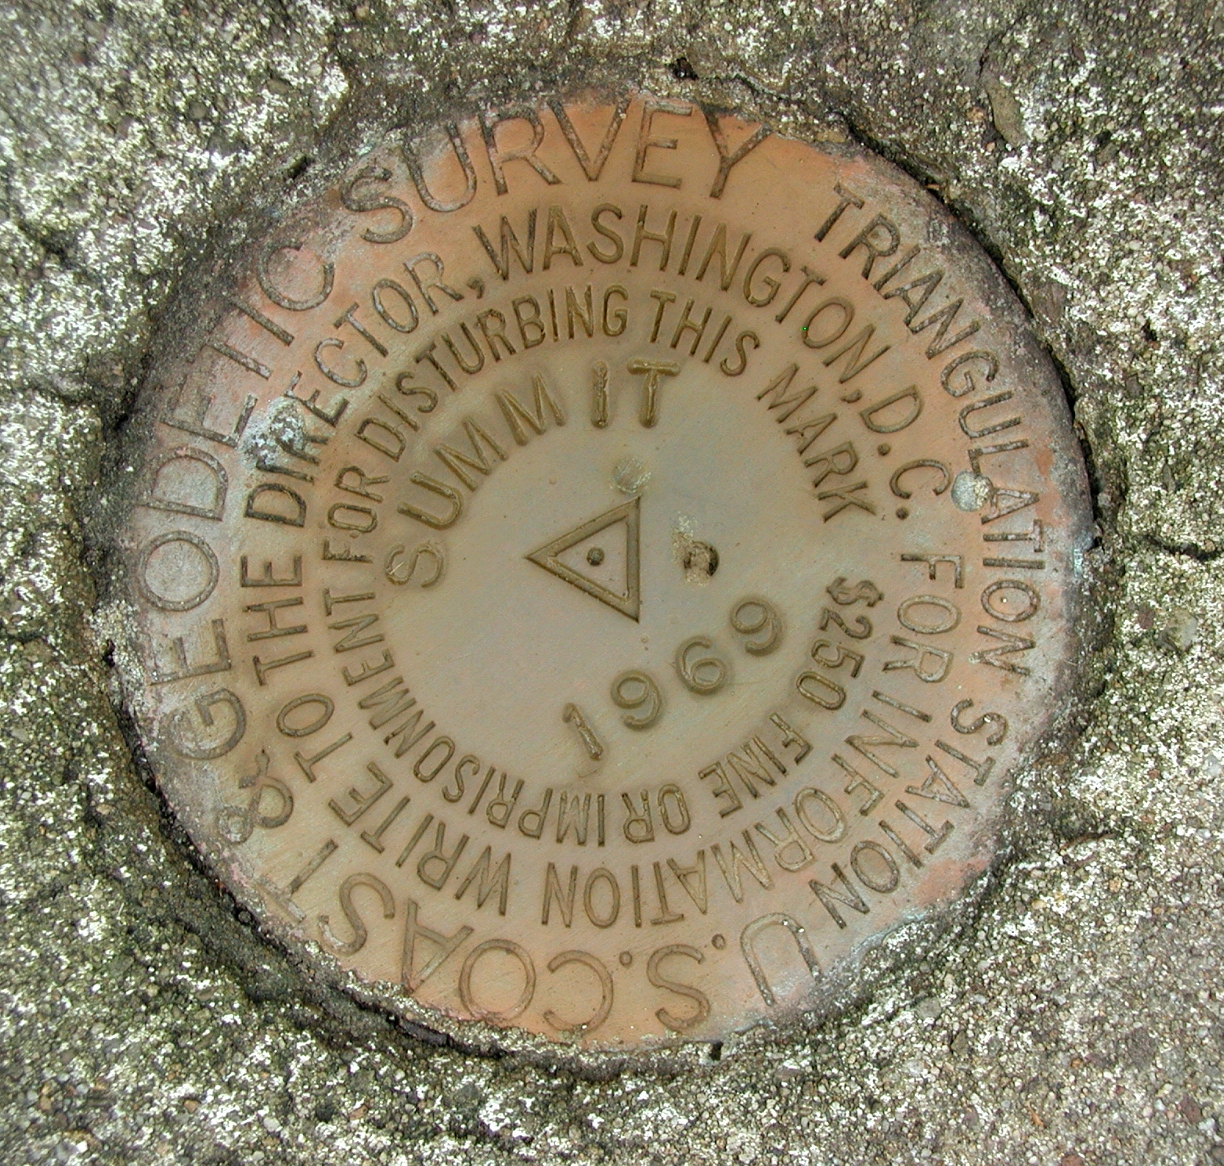 U.S. COAST & GEODETIC SURVEY TRIANGULATION STATION
FOR INFORMATION WRITE TO THE DIRECTOR, WASHINGTON, D.C.
$250 FINE OR IMPRISONMENT FOR DISTURBING THIS MARK
SUMMIT
1969